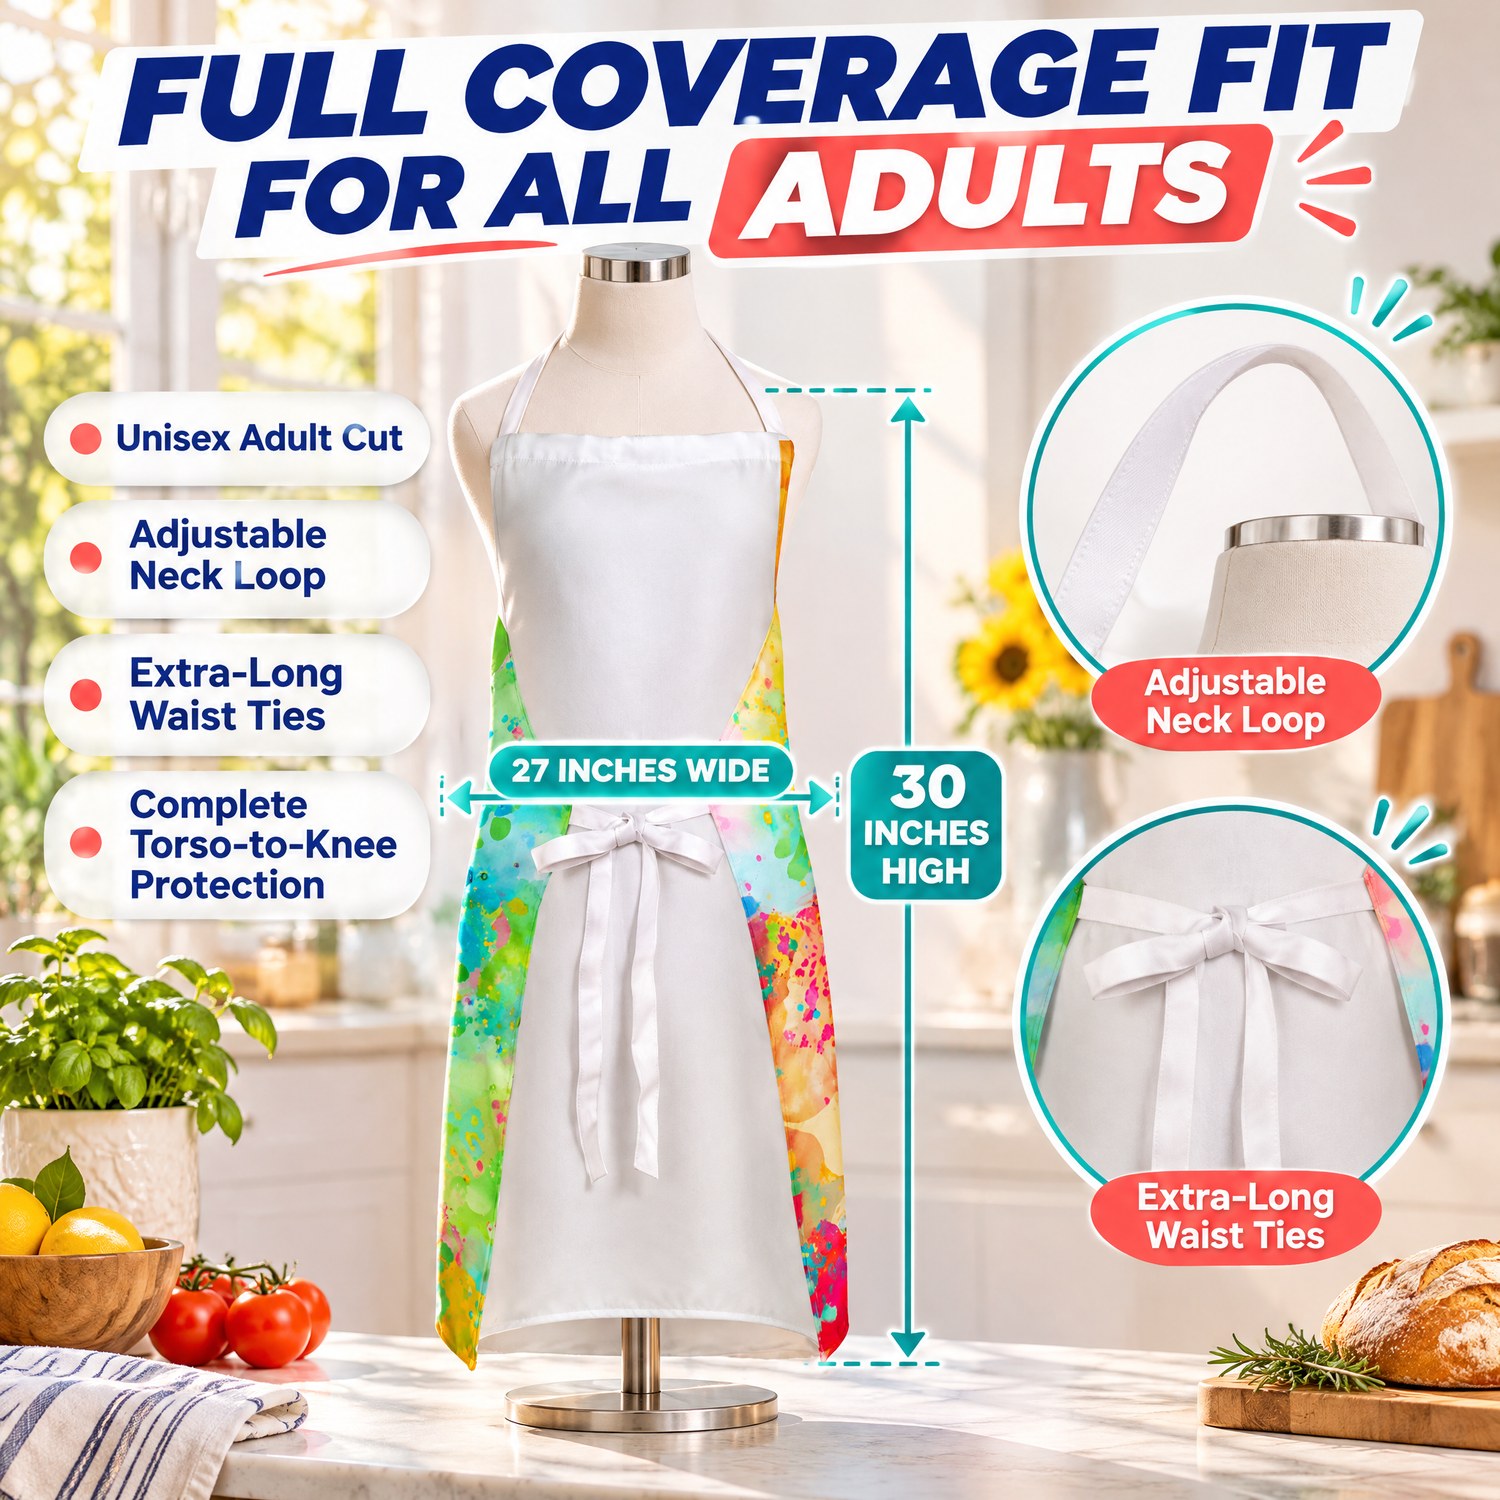 FULL COVERAGE FIT
FOR ALL ADULTS
Unisex Adult Cut
Adjustable
Neck Loop
Extra-Long
Waist Ties
Complete
Torso-to-Knee
Protection
27 INCHES WIDE
30
INCHES
HIGH
Adjustable
Neck Loop
Extra-Long
Waist Ties